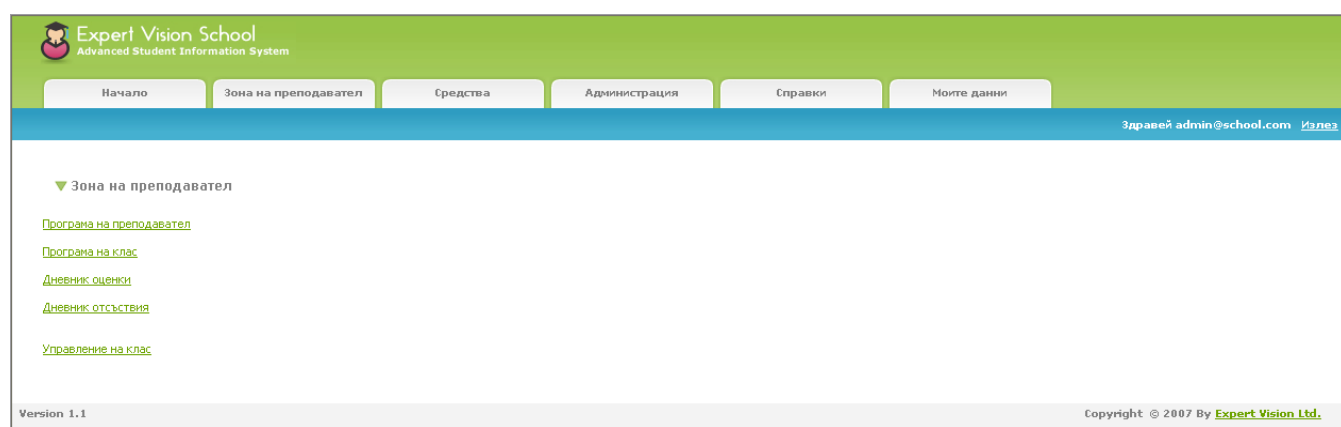 Expert Vision School
Advanced Student Information System
Начало Зона на преподавател Средства Администрация Справки Моите данни
Здравей admin@school.com Излез
Зона на преподавател
Програма на преподавател
Програма на клас
Дневник оценки
Дневник отсъствия
Управление на клас
Version 1.1 Copyright © 2007 By Expert Vision Ltd.